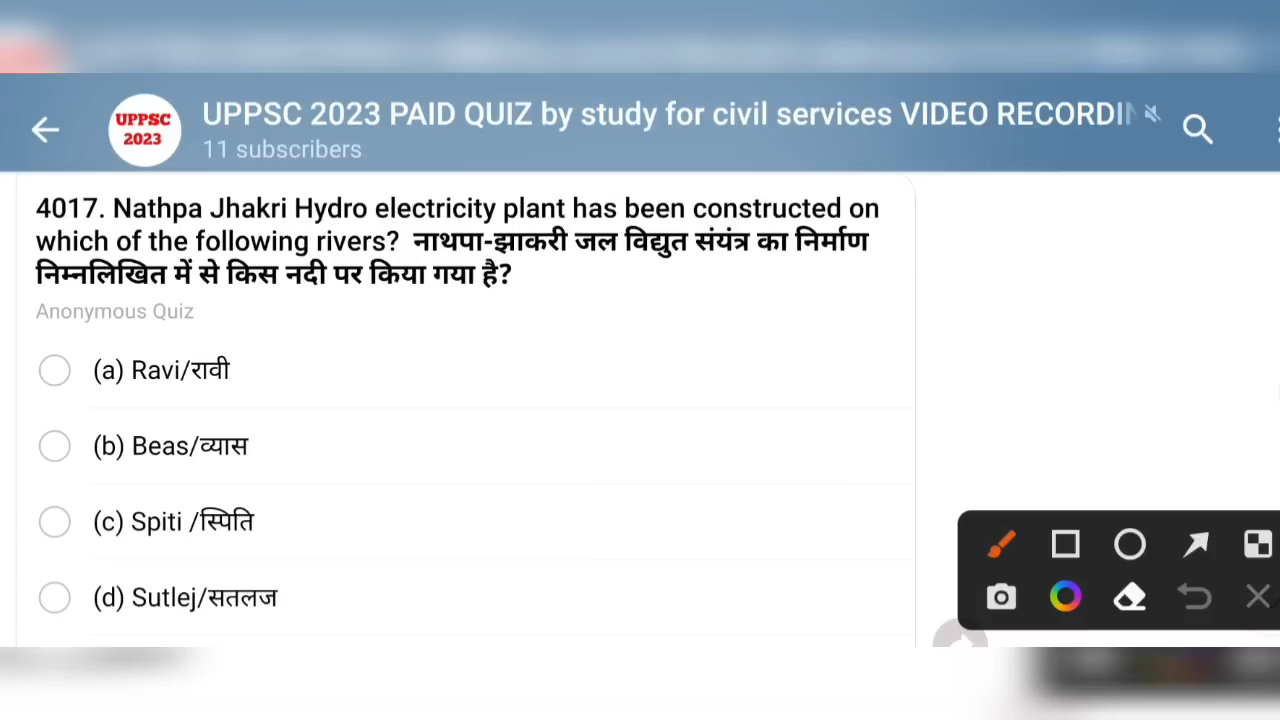 UPPSC
2023
UPPSC 2023 PAID QUIZ by study for civil services VIDEO RECORDIN
11 subscribers
4017. Nathpa Jhakri Hydro electricity plant has been constructed on
which of the following rivers? नाथपा-झाकरी जल विद्युत संयंत्र का निर्माण
निम्नलिखित में से किस नदी पर किया गया है?
Anonymous Quiz
(a) Ravi/रावी
(b) Beas/व्यास
(c) Spiti /स्पिति
(d) Sutlej/सतलज